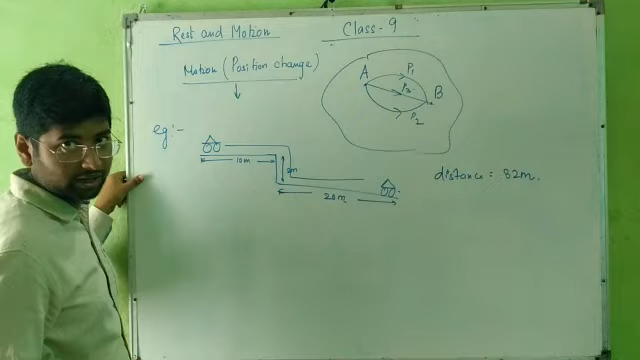 Rest and Motion
Class-9
Motion (Position change)
A
P1
P3
B
P2
eg:-
10m
2m
20m
distance = 32m.